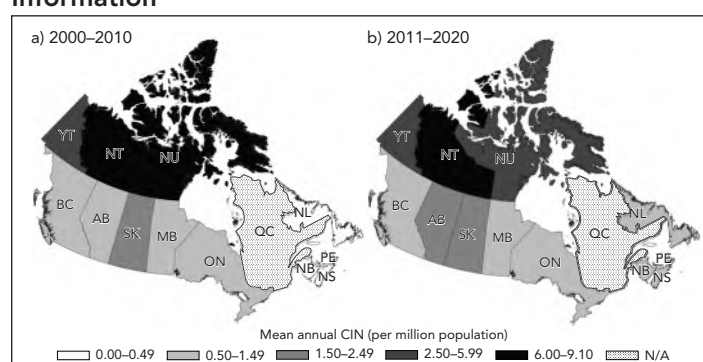 Information
a) 2000–2010
b) 2011–2020
YT
NT
NU
BC
AB
SK
MB
ON
QC
NL
NB
PE
NS
YT
NT
NU
BC
AB
SK
MB
ON
QC
NL
NB
PE
NS
Mean annual CIN (per million population)
0.00–0.49 0.50–1.49 1.50–2.49 2.50–5.99 6.00–9.10 N/A